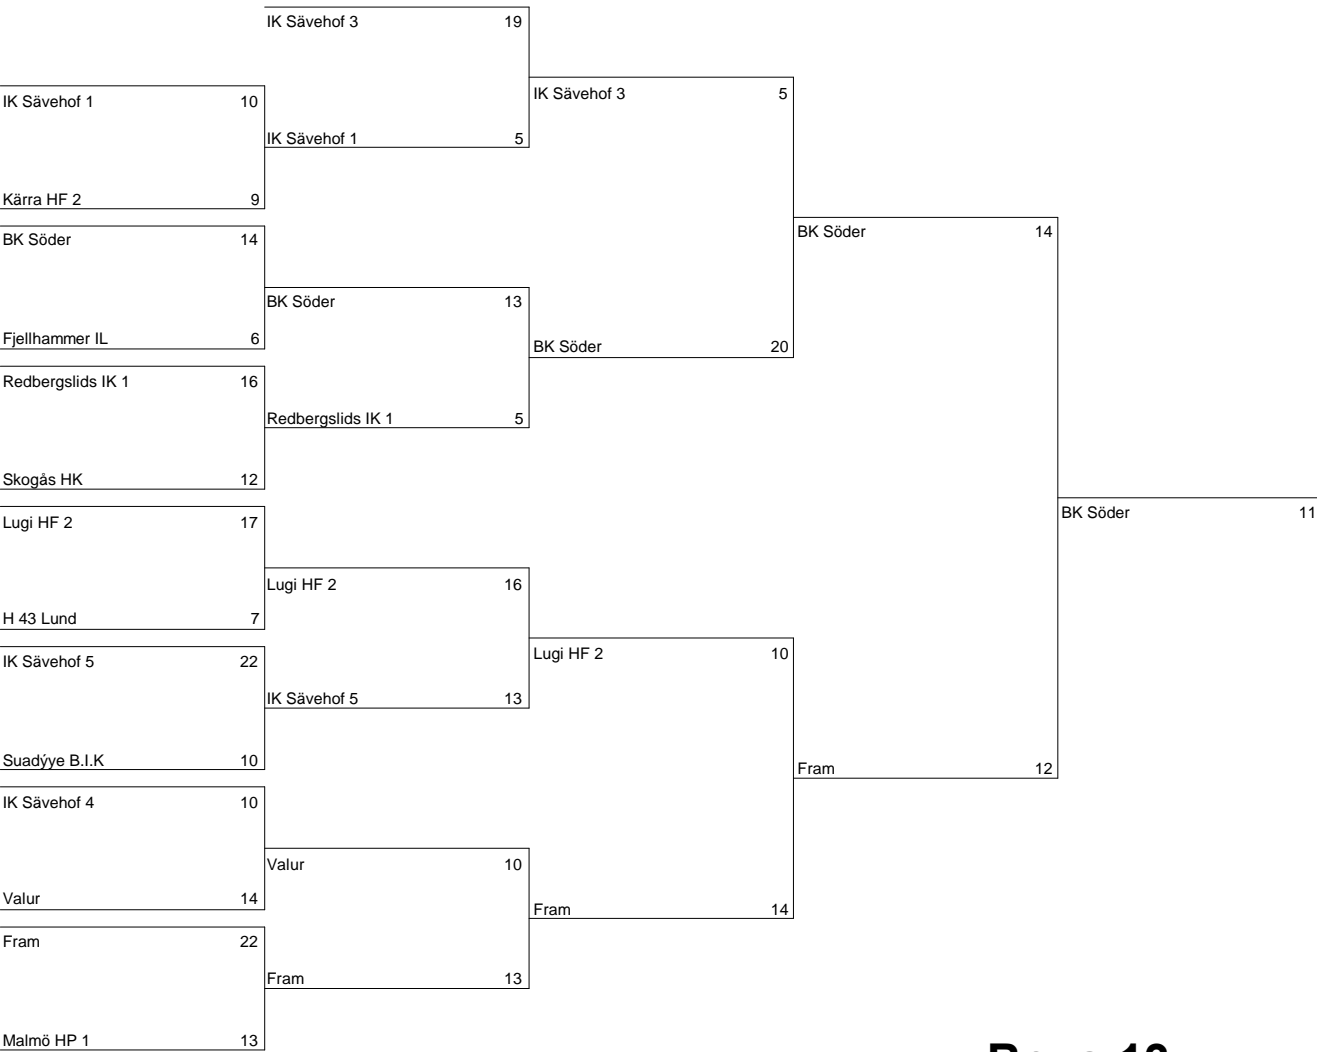 IK Sävehof 3 19
IK Sävehof 3 5
IK Sävehof 1 10
IK Sävehof 1 5
Kärra HF 2 9
BK Söder 14
BK Söder 14
BK Söder 13
Fjellhammer IL 6
BK Söder 20
Redbergslids IK 1 16
Redbergslids IK 1 5
Skogås HK 12
BK Söder 11
Lugi HF 2 17
Lugi HF 2 16
H 43 Lund 7
Lugi HF 2 10
IK Sävehof 5 22
IK Sävehof 5 13
Suadýye B.I.K 10
Fram 12
IK Sävehof 4 10
Valur 10
Valur 14
Fram 14
Fram 22
Fram 13
Malmö HP 1 13